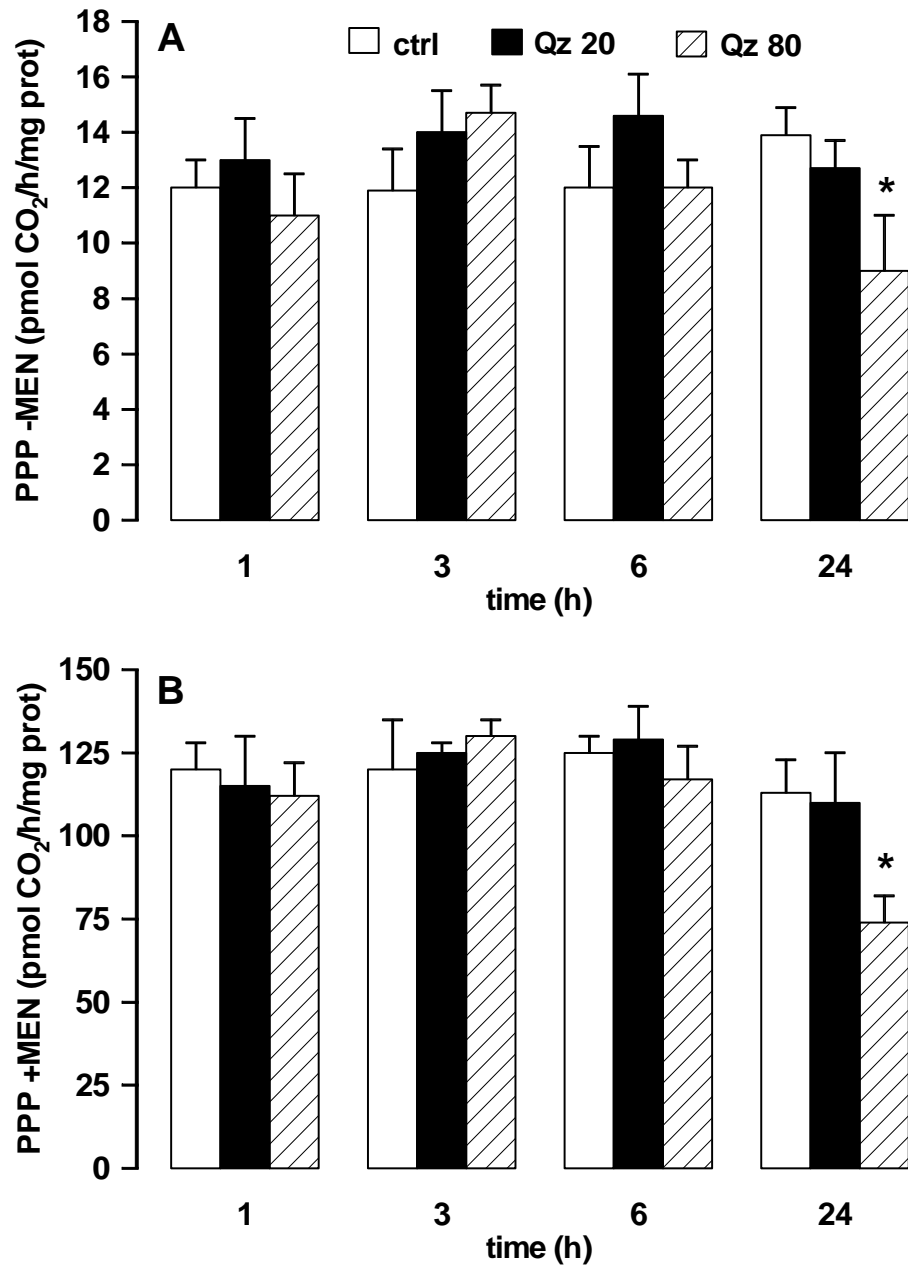 A
ctrl
Qz 20
Qz 80
PPP -MEN (pmol CO₂/h/mg prot)
18
16
14
12
10
8
6
4
2
0
*
1 3 6 24
time (h)
B
PPP +MEN (pmol CO₂/h/mg prot)
150
125
100
75
50
25
0
*
1 3 6 24
time (h)